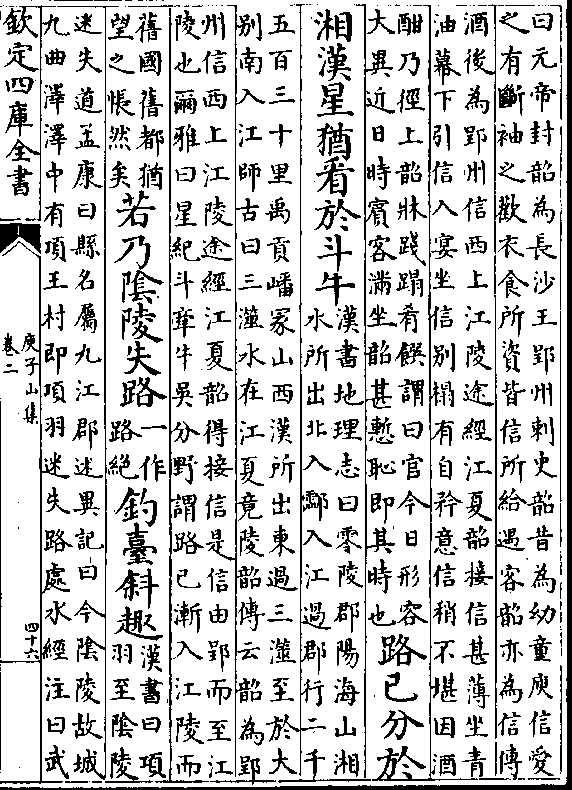 曰元帝封韶為長沙王郢州刺史韶昔為幼童庾信愛
之有斷袖之歡衣食所資皆信所給遇客韶亦為信傳
酒後為郢州信西上江陵途經江夏韶接信甚薄坐青
油幕下引信入宴坐信別榻有自矜意信稍不堪因酒
酣乃徑上韶牀踐蹋肴饌謂曰官今日形容
大異近日時賓客滿坐韶甚慙恥即其時也
路已分於
湘漢星猶看於斗牛
漢書地理志曰零陵郡陽海山湘
水所出北入酃入江過郡行二千
五百三十里禹貢嶓冢山西漢所出東過三澨至於大
別南入江師古曰三澨水在江夏竟陵韶傳云韶為郢
州信西上江陵途經江夏韶得接信是信由郢而至江
陵也爾雅曰星紀斗牽牛吳分野謂路已漸入江陵而
舊國舊都猶
望之悵然矣
若乃陰陵失路
一作
路絕
釣臺斜趣
漢書曰項
羽至陰陵
迷失道孟康曰縣名屬九江郡述異記曰今陰陵故城
九曲澤澤中有項王村即項羽迷失路處水經注曰武
欽定四庫全書
庾子山集
卷二
四十六